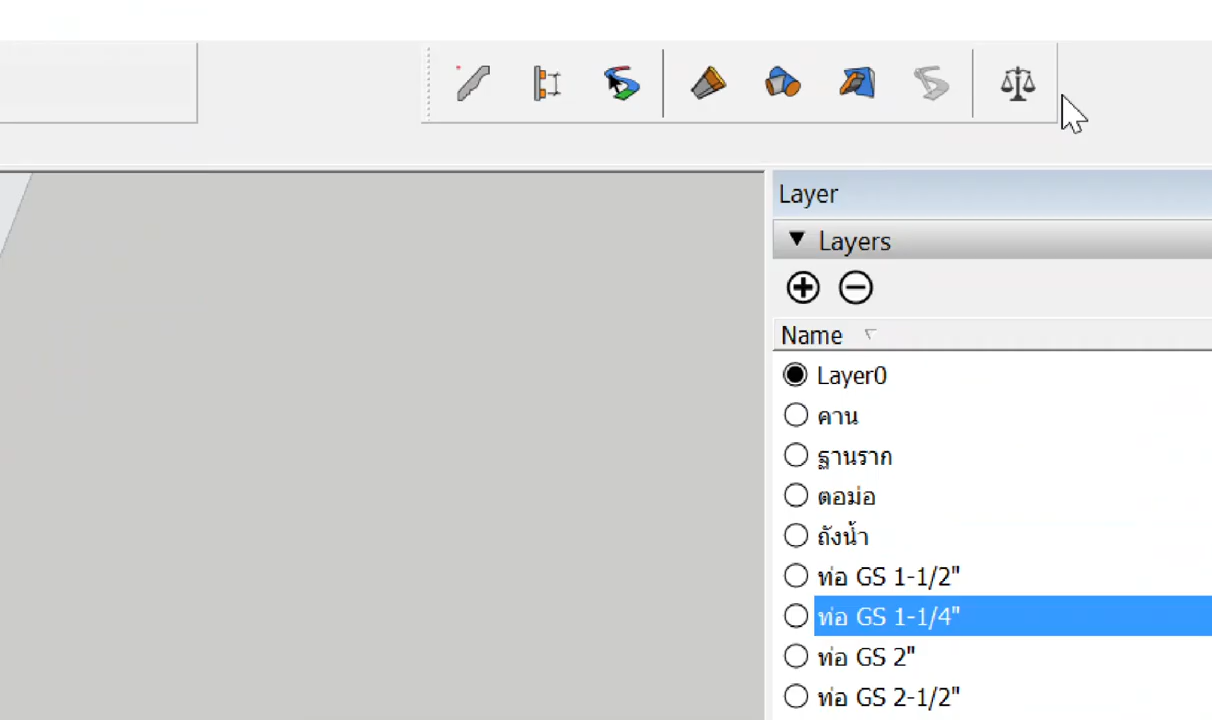 Layer
Layers
Name
Layer0
คาน
ฐานราก
ตอม่อ
ถังน้ำ
ท่อ GS 1-1/2"
ท่อ GS 1-1/4"
ท่อ GS 2"
ท่อ GS 2-1/2"